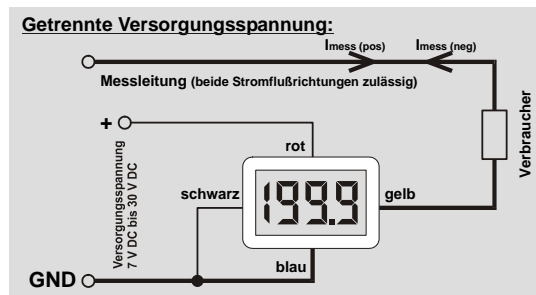 Getrennte Versorgungsspannung:
Imess (pos) Imess (neg)
Messleitung (beide Stromflußrichtungen zulässig)
Verbraucher
+
rot
Versorgungsspannung
7 V DC bis 30 V DC
schwarz
199.9
gelb
blau
GND